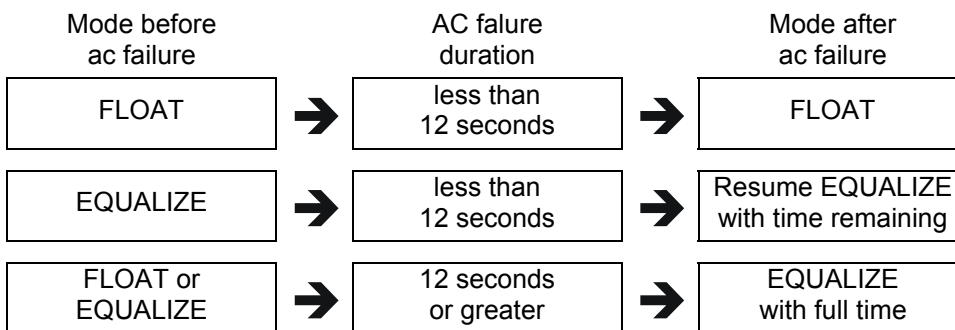 Mode before
ac failure
AC falure
duration
Mode after
ac failure
FLOAT
less than
12 seconds
FLOAT
EQUALIZE
less than
12 seconds
Resume EQUALIZE
with time remaining
FLOAT or
EQUALIZE
12 seconds
or greater
EQUALIZE
with full time